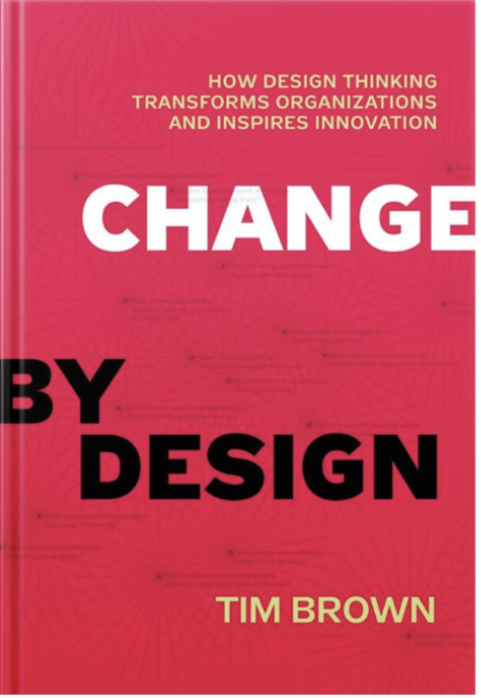 HOW DESIGN THINKING
TRANSFORMS ORGANIZATIONS
AND INSPIRES INNOVATION
CHANGE
BY
DESIGN
TIM BROWN